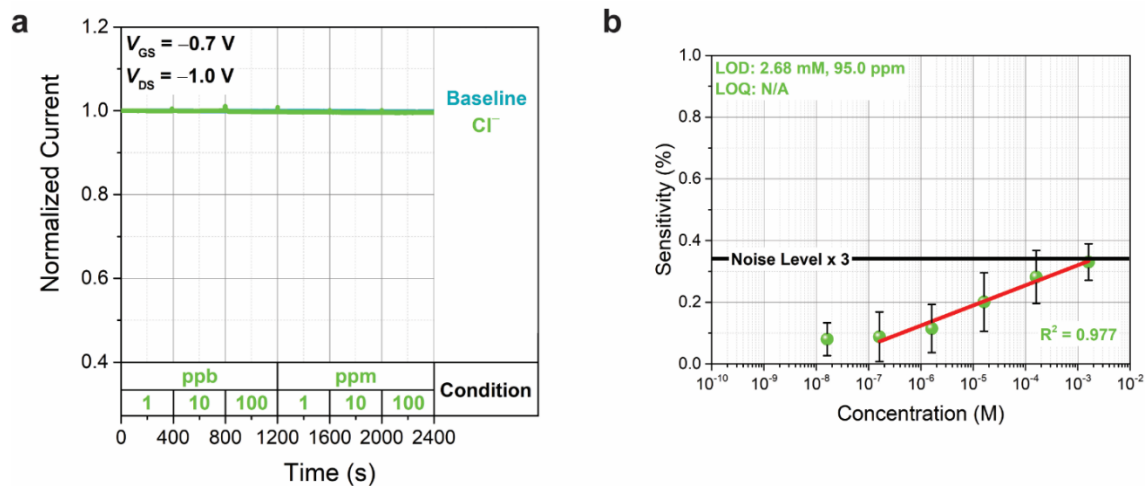 a
1.2
1.0
0.8
0.6
0.4
Normalized Current
V_GS = −0.7 V
V_DS = −1.0 V
Baseline
Cl⁻
ppb ppm
Condition
1 10 100 1 10 100
0 400 800 1200 1600 2000 2400
Time (s)
b
1.0
0.8
0.6
0.4
0.2
0.0
Sensitivity (%)
LOD: 2.68 mM, 95.0 ppm
LOQ: N/A
Noise Level x 3
R² = 0.977
10⁻¹⁰ 10⁻⁹ 10⁻⁸ 10⁻⁷ 10⁻⁶ 10⁻⁵ 10⁻⁴ 10⁻³ 10⁻²
Concentration (M)